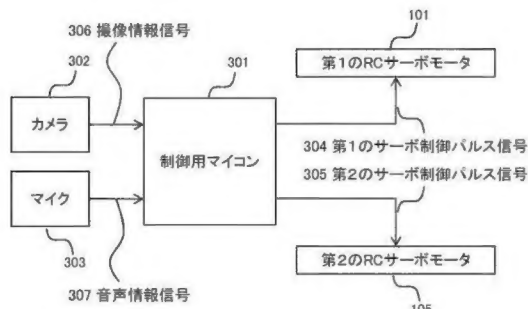 306 撮像情報信号
302
301
101
カメラ
第1のRCサーボモータ
制御用マイコン
304 第1のサーボ制御パルス信号
305 第2のサーボ制御パルス信号
マイク
303
第2のRCサーボモータ
307 音声情報信号
105